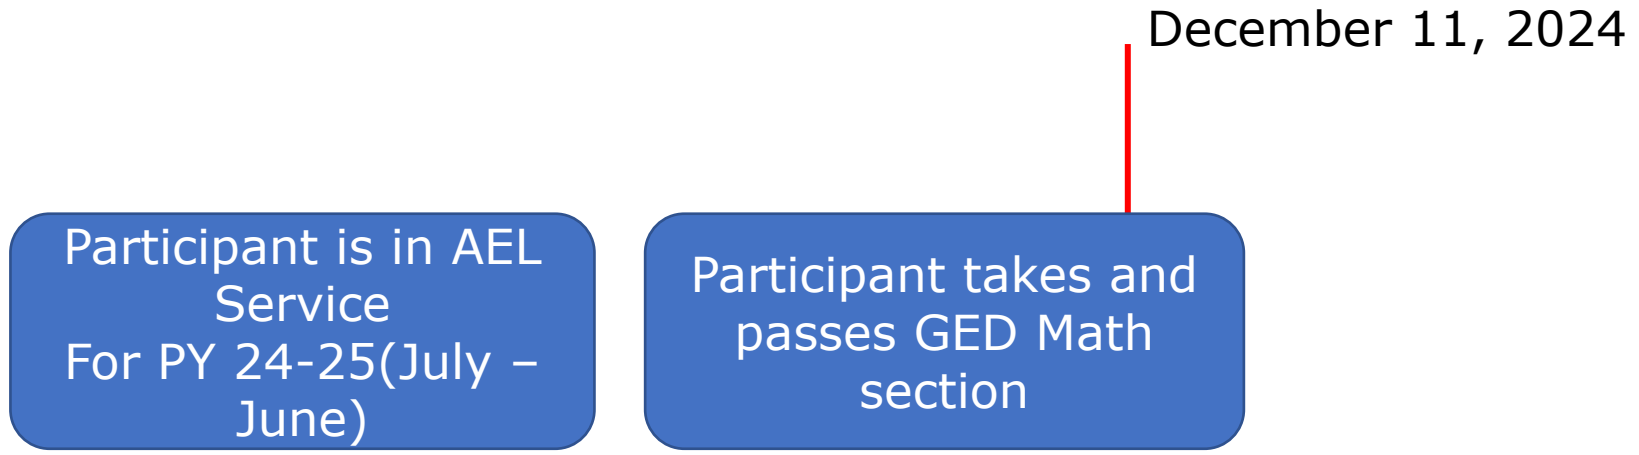 December 11, 2024
Participant is in AEL
Service
For PY 24-25(July –
June)
Participant takes and
passes GED Math
section